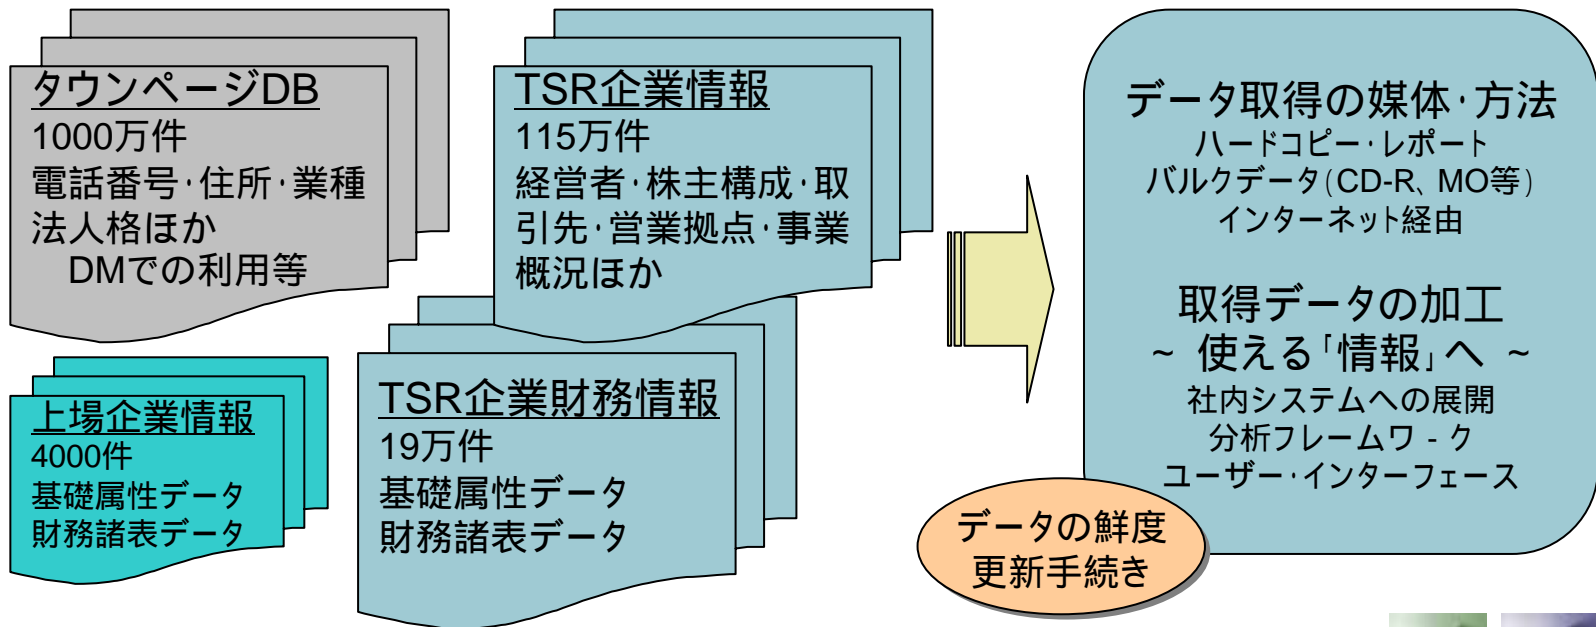 タウンページDB
1000万件
電話番号・住所・業種
法人格ほか
DMでの利用等
TSR企業情報
115万件
経営者・株主構成・取
引先・営業拠点・事業
概況ほか
上場企業情報
4000件
基礎属性データ
財務諸表データ
TSR企業財務情報
19万件
基礎属性データ
財務諸表データ
データ取得の媒体・方法
ハードコピー・レポート
バルクデータ(CD-R、MO等)
インターネット経由
取得データの加工
~ 使える「情報」へ ~
社内システムへの展開
分析フレームワ - ク
ユーザー・インターフェース
データの鮮度
更新手続き